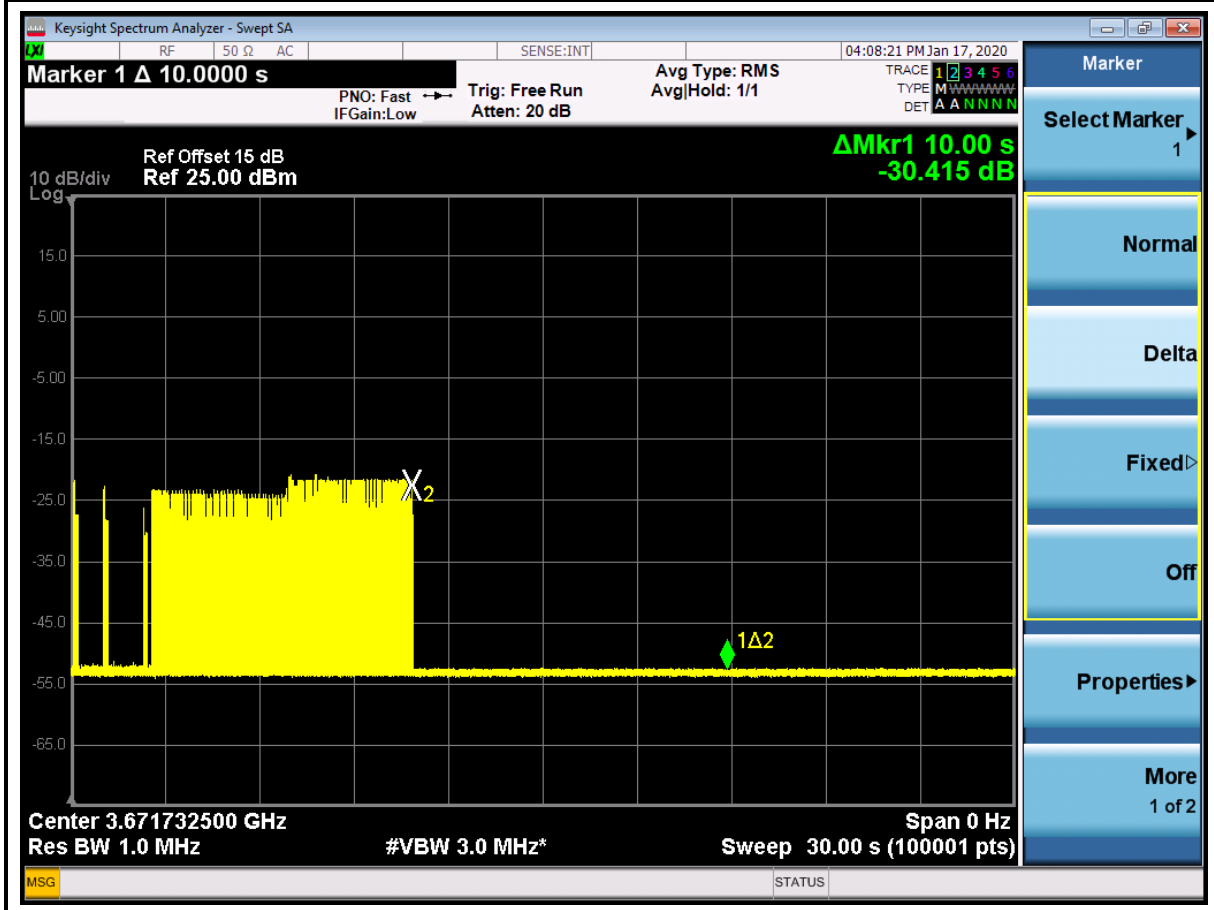 Keysight Spectrum Analyzer - Swept SA
LXI RF 50 Ω AC SENSE:INT 04:08:21 PM Jan 17, 2020
Marker 1 Δ 10.0000 s
PNO: Fast
IFGain:Low
Trig: Free Run
Atten: 20 dB
Avg Type: RMS
Avg|Hold: 1/1
TRACE 1 2 3 4 5 6
TYPE M WWWWW
DET A A N N N N
ΔMkr1 10.00 s
-30.415 dB
Ref Offset 15 dB
10 dB/div Ref 25.00 dBm
Log
15.0
5.00
-5.00
-15.0
-25.0
-35.0
-45.0
-55.0
-65.0
X2
1Δ2
Center 3.671732500 GHz Span 0 Hz
Res BW 1.0 MHz #VBW 3.0 MHz* Sweep 30.00 s (100001 pts)
MSG STATUS
Marker
Select Marker
1
Normal
Delta
Fixed
Off
Properties
More
1 of 2